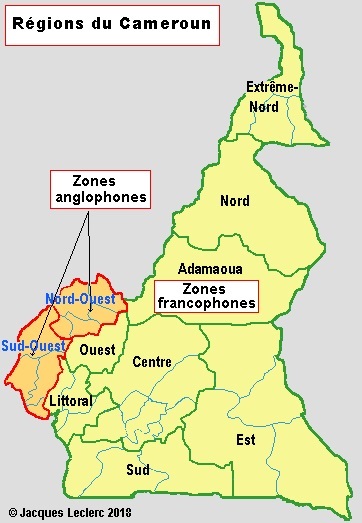 Régions du Cameroun
Extrême-
Nord
Zones
anglophones
Nord
Adamaoua
Zones
francophones
Nord-Ouest
Sud-Ouest
Ouest
Centre
Littoral
Est
Sud
© Jacques Leclerc 2018